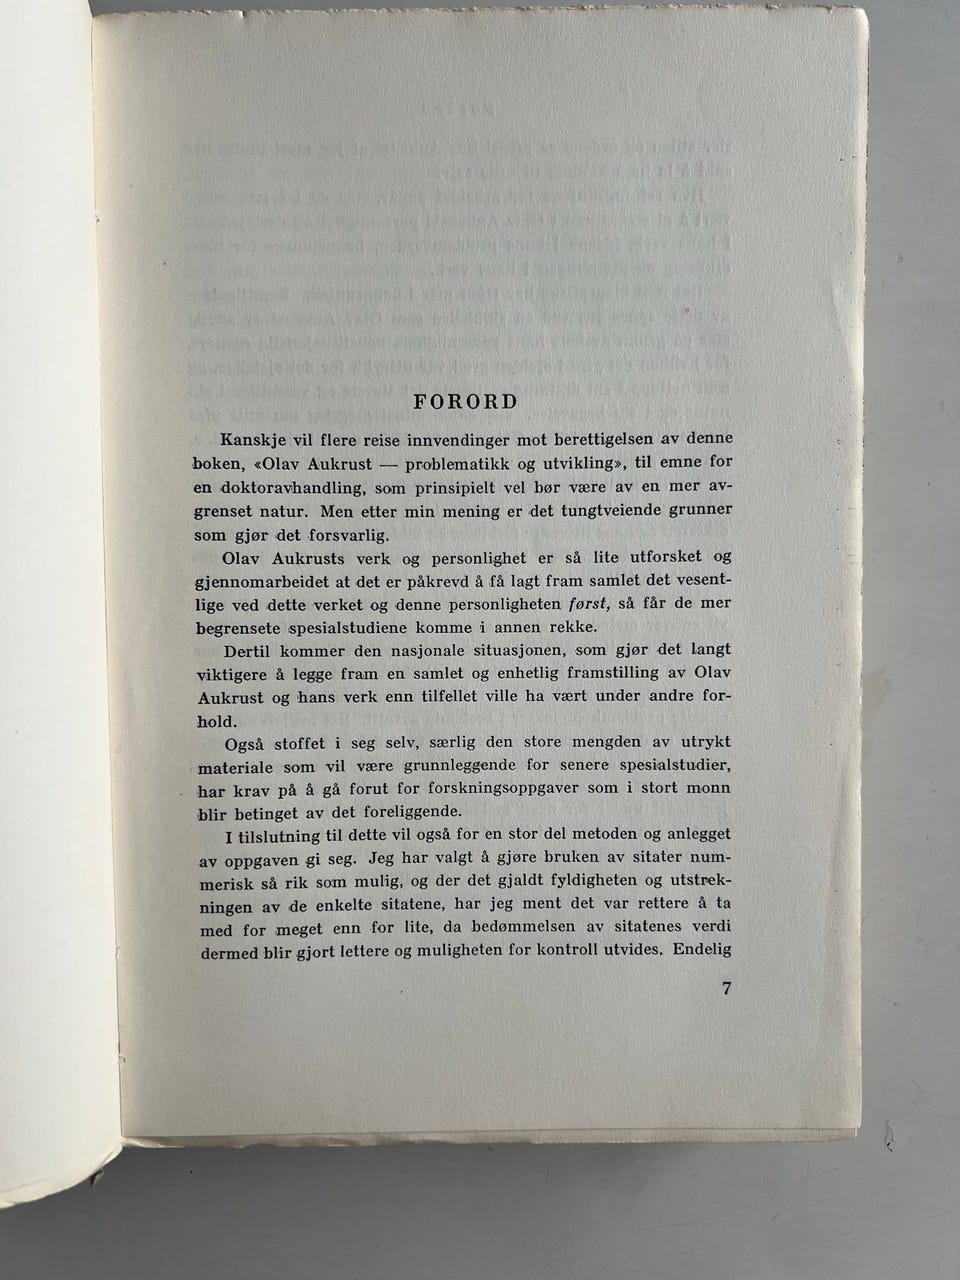 FORORD
Kanskje vil flere reise innvendinger mot berettigelsen av denne
boken, «Olav Aukrust — problematikk og utvikling», til emne for
en doktoravhandling, som prinsipielt vel bør være av en mer av-
grenset natur. Men etter min mening er det tungtveiende grunner
som gjør det forsvarlig.
Olav Aukrusts verk og personlighet er så lite utforsket og
gjennomarbeidet at det er påkrevd å få lagt fram samlet det vesent-
lige ved dette verket og denne personligheten først, så får de mer
begrensete spesialstudiene komme i annen rekke.
Dertil kommer den nasjonale situasjonen, som gjør det langt
viktigere å legge fram en samlet og enhetlig framstilling av Olav
Aukrust og hans verk enn tilfellet ville ha vært under andre for-
hold.
Også stoffet i seg selv, særlig den store mengden av utrykt
materiale som vil være grunnleggende for senere spesialstudier,
har krav på å gå forut for forskningsoppgaver som i stort monn
blir betinget av det foreliggende.
I tilslutning til dette vil også for en stor del metoden og anlegget
av oppgaven gi seg. Jeg har valgt å gjøre bruken av sitater num-
merisk så rik som mulig, og der det gjaldt fyldigheten og utstrek-
ningen av de enkelte sitatene, har jeg ment det var rettere å ta
med for meget enn for lite, da bedømmelsen av sitatenes verdi
dermed blir gjort lettere og muligheten for kontroll utvides. Endelig
7